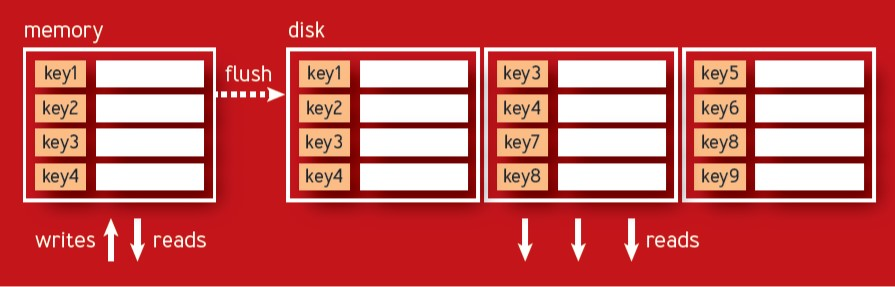 memory
key1
key2
key3
key4
writes
reads
flush
disk
key1
key2
key3
key4
key3
key4
key7
key8
key5
key6
key8
key9
reads